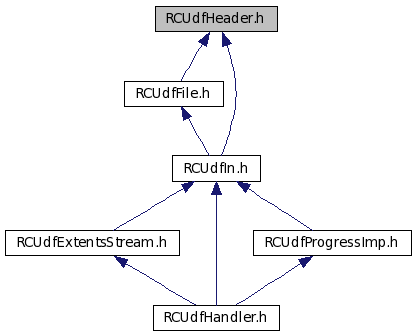 RCUdfHeader.h
RCUdfFile.h
RCUdfIn.h
RCUdfExtentsStream.h
RCUdfProgressImp.h
RCUdfHandler.h